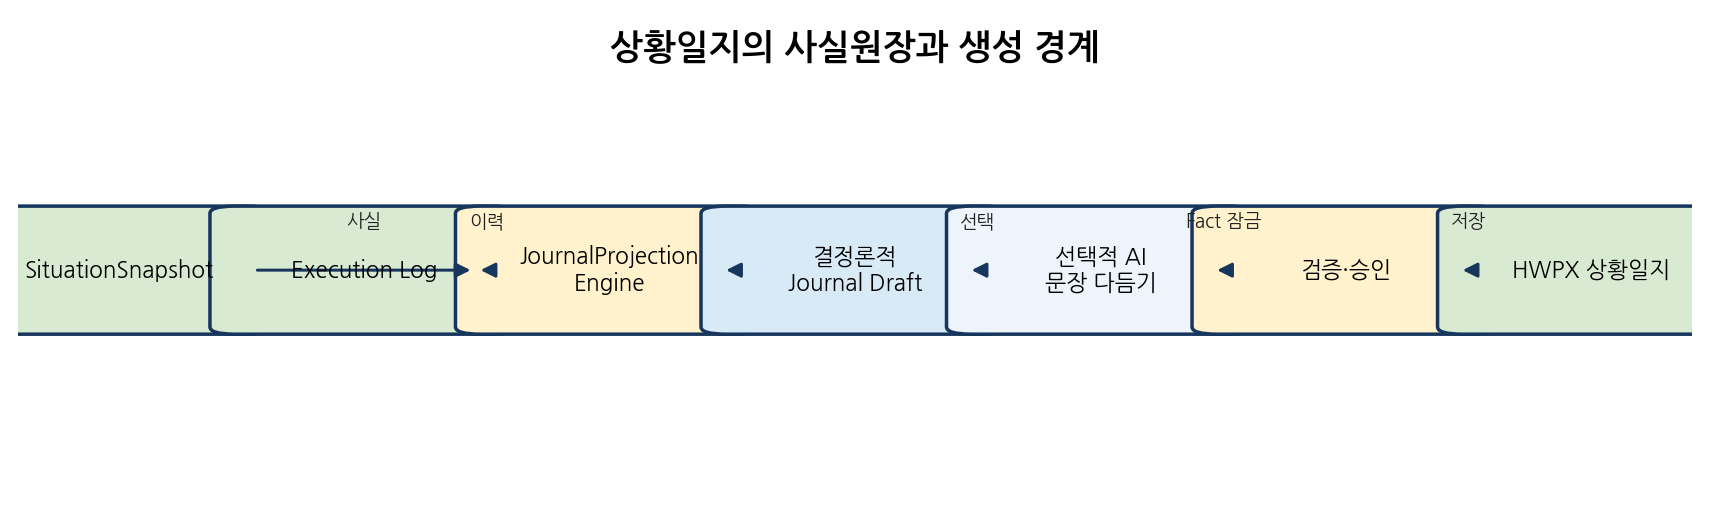 상황일지의 사실원장과 생성 경계
사실
이력
선택
Fact 잠금
저장
SituationSnapshot
Execution Log
JournalProjection
Engine
결정론적
Journal Draft
선택적 AI
문장 다듬기
검증·승인
HWPX 상황일지